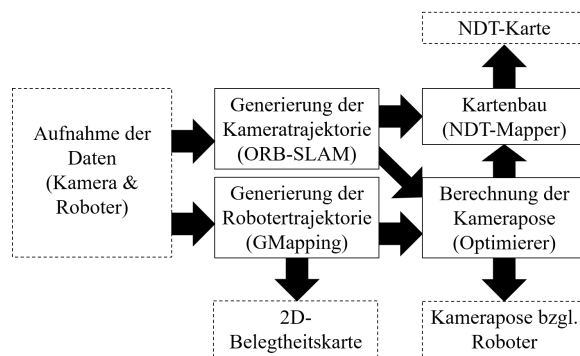 NDT-Karte
Aufnahme der
Daten
(Kamera &
Roboter)
Generierung der
Kameratrajektorie
(ORB-SLAM)
Kartenbau
(NDT-Mapper)
Generierung der
Robotertrajektorie
(GMapping)
Berechnung der
Kamerapose
(Optimierer)
2D-
Belegtheitskarte
Kamerapose bzgl.
Roboter